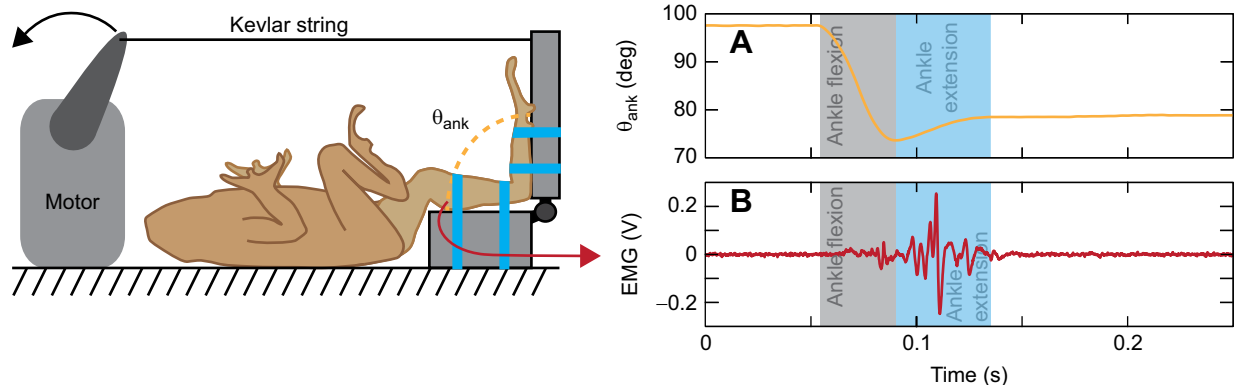 Kevlar string
θank
Motor
A
B
100
90
80
70
θank (deg)
Ankle flexion
Ankle
extension
0.2
0
−0.2
EMG (V)
Ankle flexion
Ankle
extension
0
0.1
0.2
Time (s)